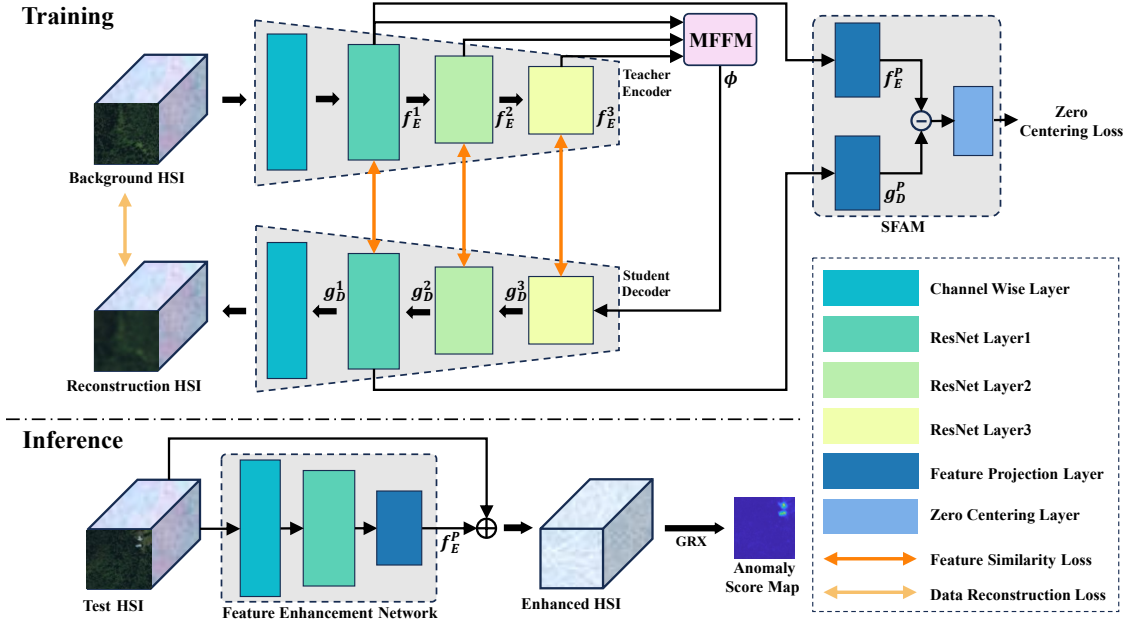 Training
MFFM
Teacher
Encoder
ϕ
f_E^1
f_E^2
f_E^3
f_E^P
g_D^P
SFAM
Zero
Centering Loss
Background HSI
Student
Decoder
g_D^1
g_D^2
g_D^3
Reconstruction HSI
Channel Wise Layer
ResNet Layer1
ResNet Layer2
ResNet Layer3
Feature Projection Layer
Zero Centering Layer
Feature Similarity Loss
Data Reconstruction Loss
Inference
f_E^P
GRX
Test HSI
Feature Enhancement Network
Enhanced HSI
Anomaly
Score Map